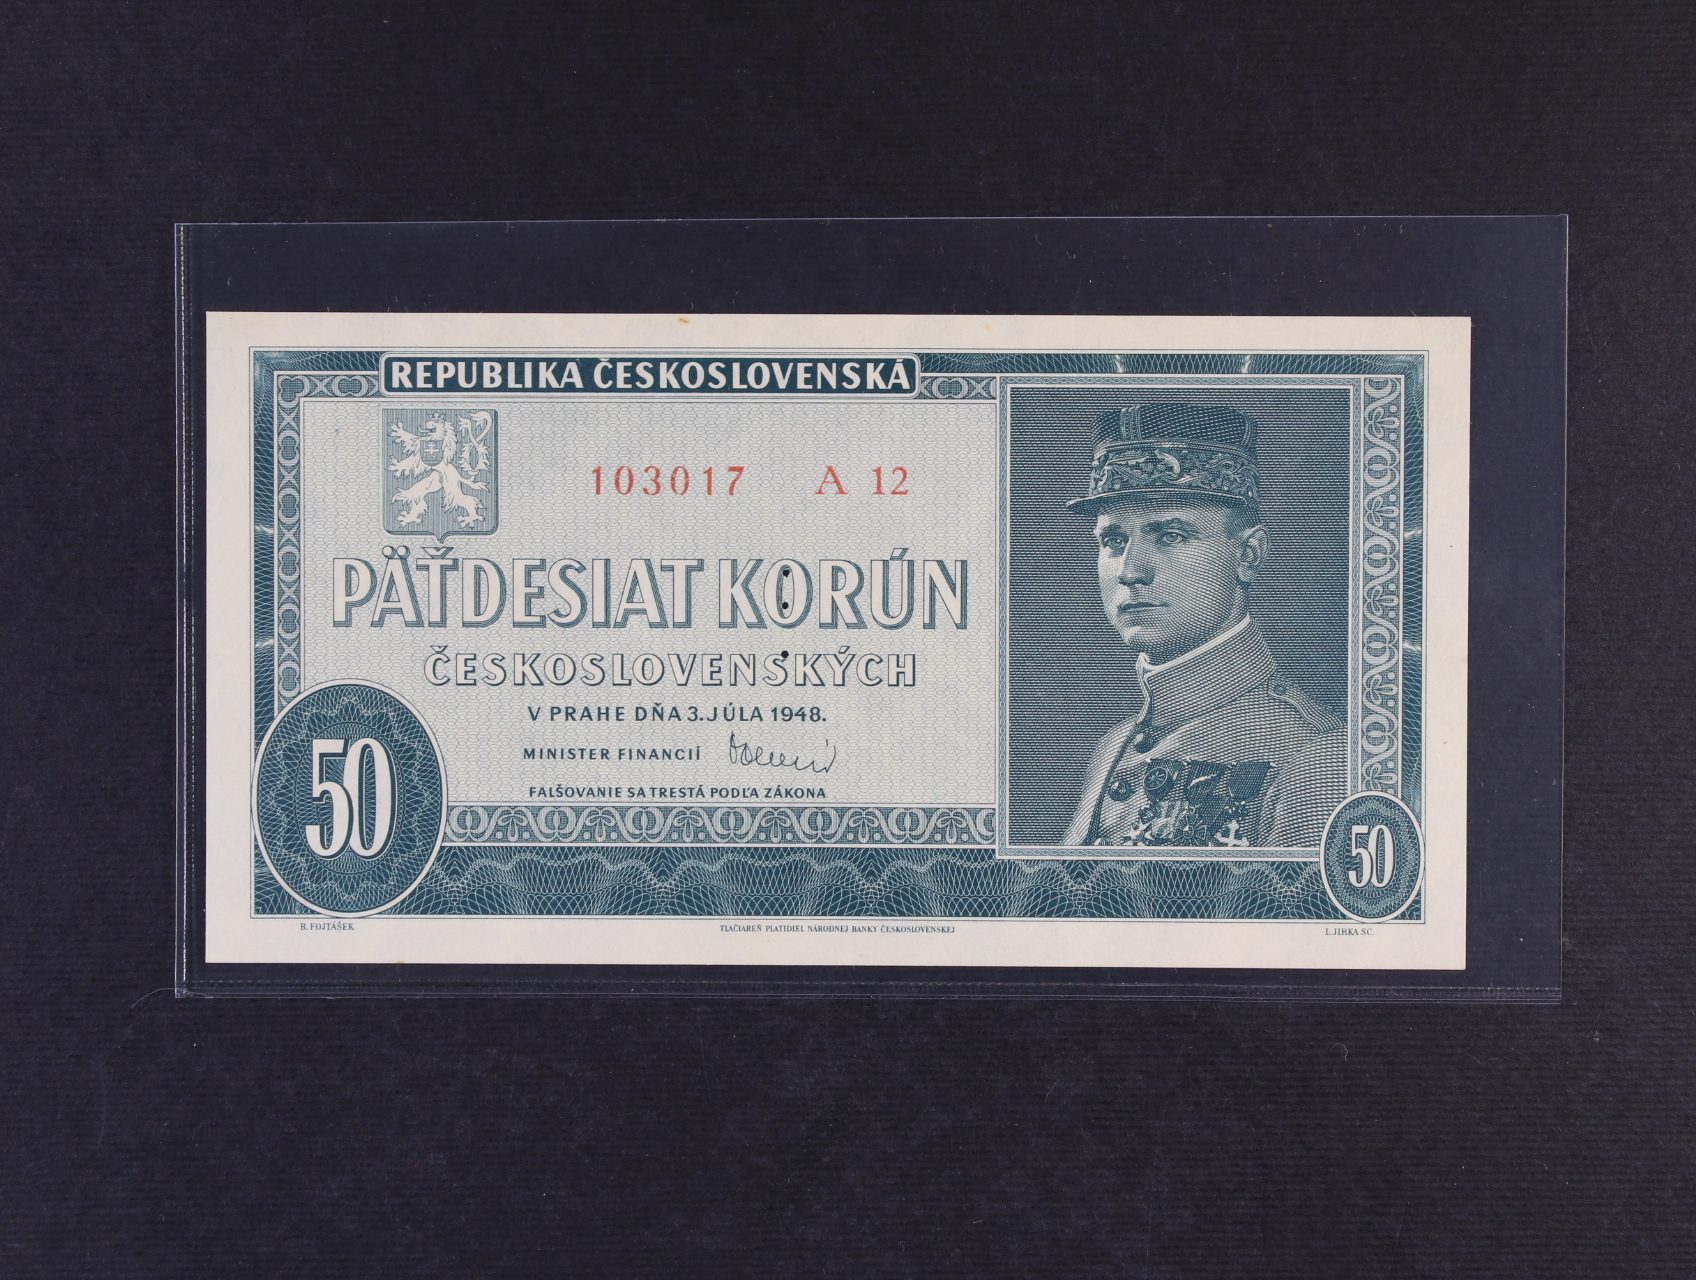 REPUBLIKA ČESKOSLOVENSKÁ
103017 A 12
PÄŤDESIAT KORÚN
ČESKOSLOVENSKÝCH
V PRAHE DŇA 3. JÚLA 1948.
MINISTER FINANCIÍ
FALŠOVANIE SA TRESTÁ PODĽA ZÁKONA
50
50
B. FOJTÁŠEK
TLAČIAREŇ PLATIDIEL NÁRODNEJ BANKY ČESKOSLOVENSKEJ
L. JIRKA SC.